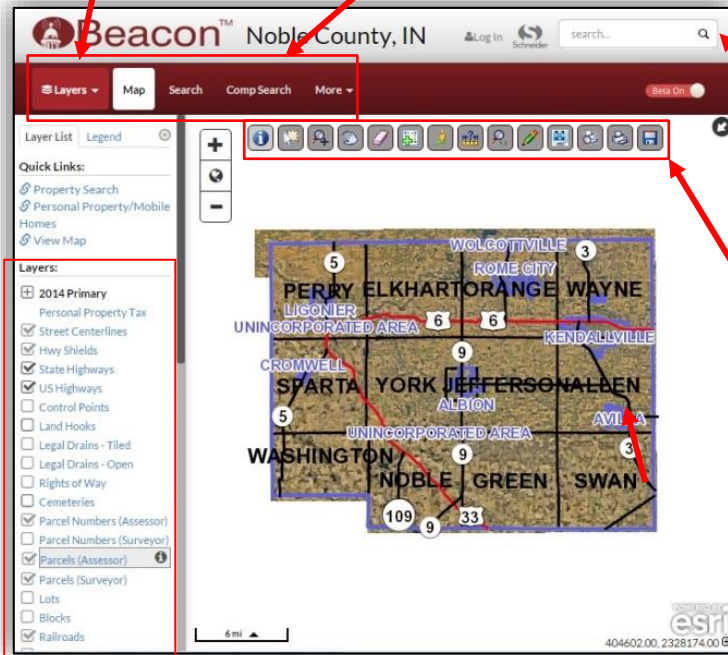 Beacon™ Noble County, IN
Log In
Schneider
search..
Layers
Map
Search
Comp Search
More
Beta On
Layer List
Legend
Quick Links:
Property Search
Personal Property/Mobile
Homes
View Map
Layers:
2014 Primary
Personal Property Tax
Street Centerlines
Hwy Shields
State Highways
US Highways
Control Points
Land Hooks
Legal Drains - Tiled
Legal Drains - Open
Rights of Way
Cemeteries
Parcel Numbers (Assessor)
Parcel Numbers (Surveyor)
Parcels (Assessor)
Parcels (Surveyor)
Lots
Blocks
Railroads
WOLCOTTVILLE
3
5
ROME CITY
PERRY ELKHART ORANGE WAYNE
LIGONIER
UNINCORPORATED AREA
6
6
KENDALLVILLE
9
CROMWELL
SPARTA YORK JEFFERSON ALLEN
ALBION
5
AVILLA
UNINCORPORATED AREA
3
WASHINGTON
9
NOBLE GREEN SWAN
109
9
33
6 mi
esri
404602.00, 2328174.00